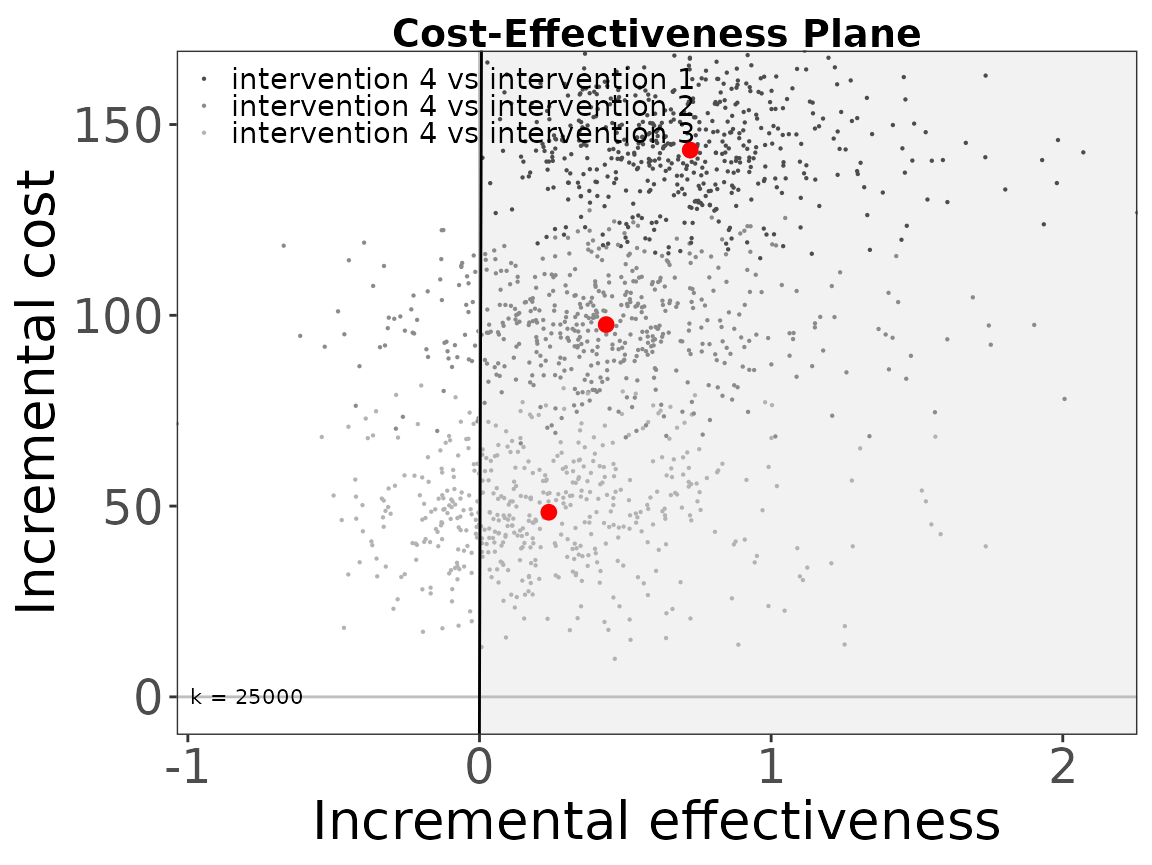 Cost-Effectiveness Plane
intervention 4 vs intervention 1
intervention 4 vs intervention 2
intervention 4 vs intervention 3
Incremental cost
150
100
50
0
k = 25000
-1 0 1 2
Incremental effectiveness